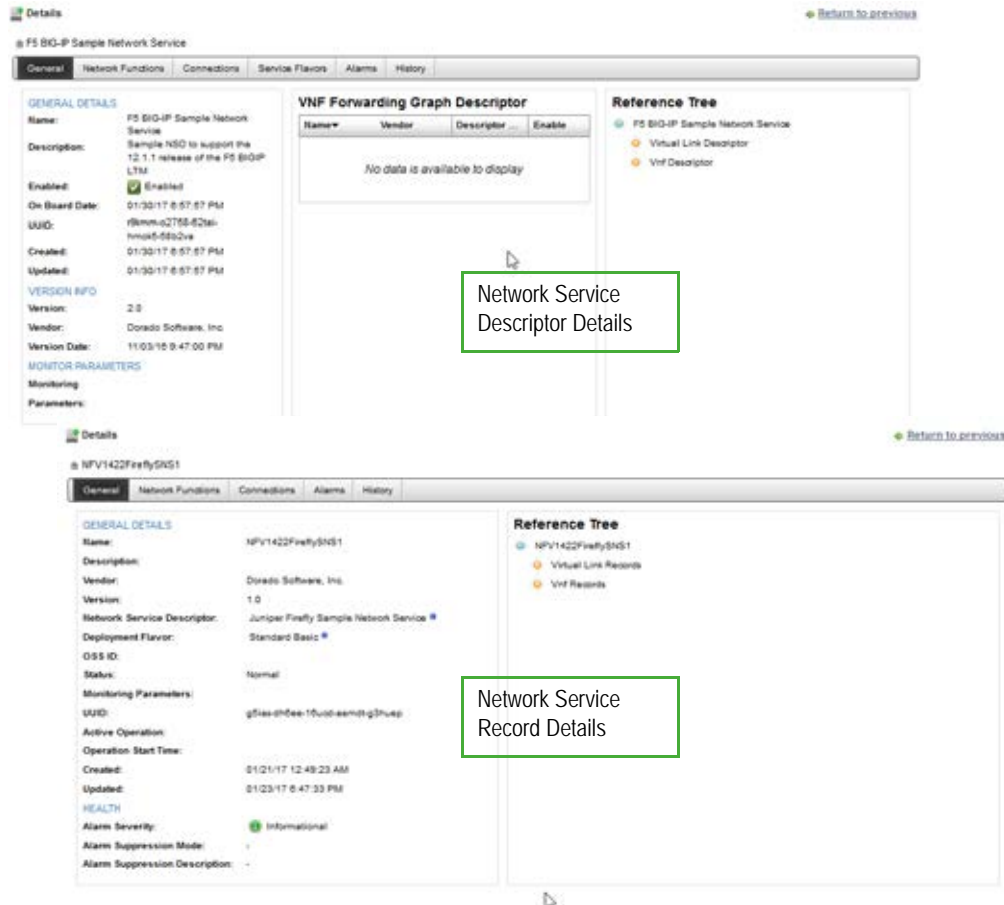 Details
Return to previous
F5 BIG-IP Sample Network Service
General Network Functions Connections Service Flavors Alarms History
GENERAL DETAILS
Name: F5 BIG-IP Sample Network
Service
Description: Sample NSD to support the
12.1.1 release of the F5 BIGIP
LTM
Enabled: Enabled
On Board Date: 01/30/17 6:57:57 PM
UUID:
Created: 01/30/17 6:57:57 PM
Updated: 01/30/17 6:57:57 PM
VERSION INFO
Version: 2.0
Vendor: Dorado Software, Inc.
Version Date: 11/03/16 9:47:00 PM
MONITOR PARAMETERS
Monitoring
Parameters:
VNF Forwarding Graph Descriptor
Name Vendor Descriptor ... Enable
No data is available to display
Reference Tree
F5 BIG-IP Sample Network Service
Virtual Link Descriptor
Vnf Descriptor
Network Service
Descriptor Details
Details
Return to previous
NFV1422FireflySNS1
General Network Functions Connections Alarms History
GENERAL DETAILS
Name: NFV1422FireflySNS1
Description:
Vendor: Dorado Software, Inc.
Version: 1.0
Network Service Descriptor: Juniper Firefly Sample Network Service
Deployment Flavor: Standard Basic
OSS ID:
Status: Normal
Monitoring Parameters:
UUID:
Active Operation:
Operation Start Time:
Created: 01/21/17 12:49:23 AM
Updated: 01/23/17 6:47:33 PM
HEALTH
Alarm Severity: Informational
Alarm Suppression Mode: -
Alarm Suppression Description: -
Reference Tree
NFV1422FireflySNS1
Virtual Link Records
Vnf Records
Network Service
Record Details